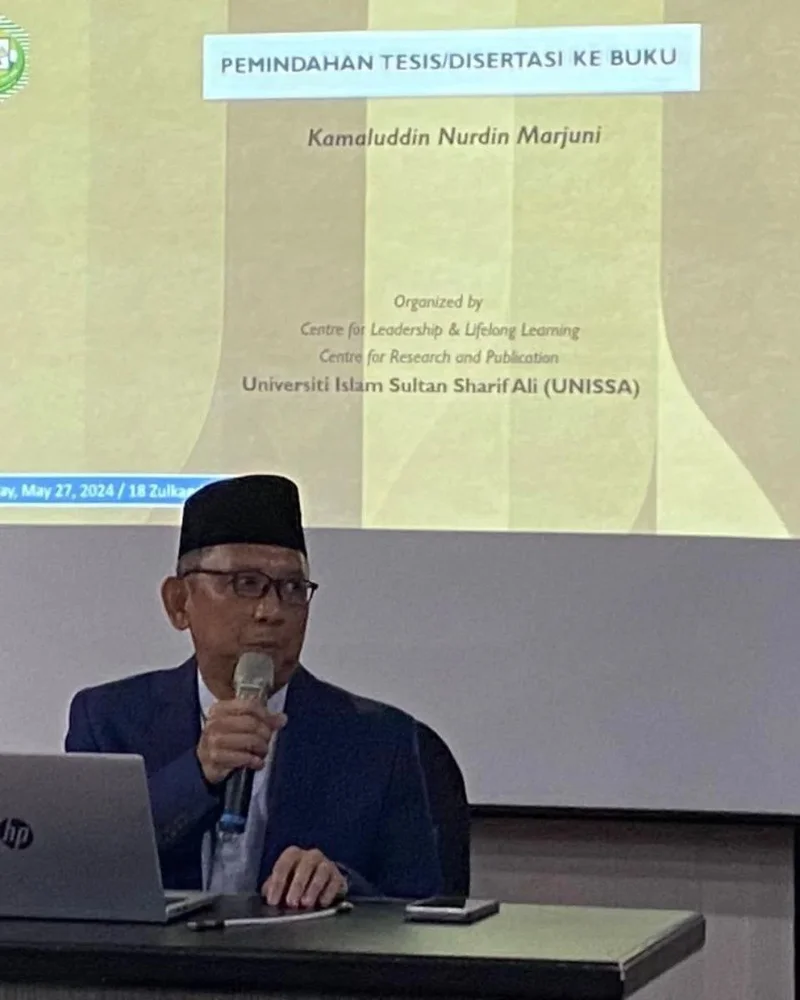 PEMINDAHAN TESIS/DISERTASI KE BUKU
Kamaluddin Nurdin Marjuni
Organized by
Centre for Leadership & Lifelong Learning
Centre for Research and Publication
Universiti Islam Sultan Sharif Ali (UNISSA)
May 27, 2024 / 18
hp